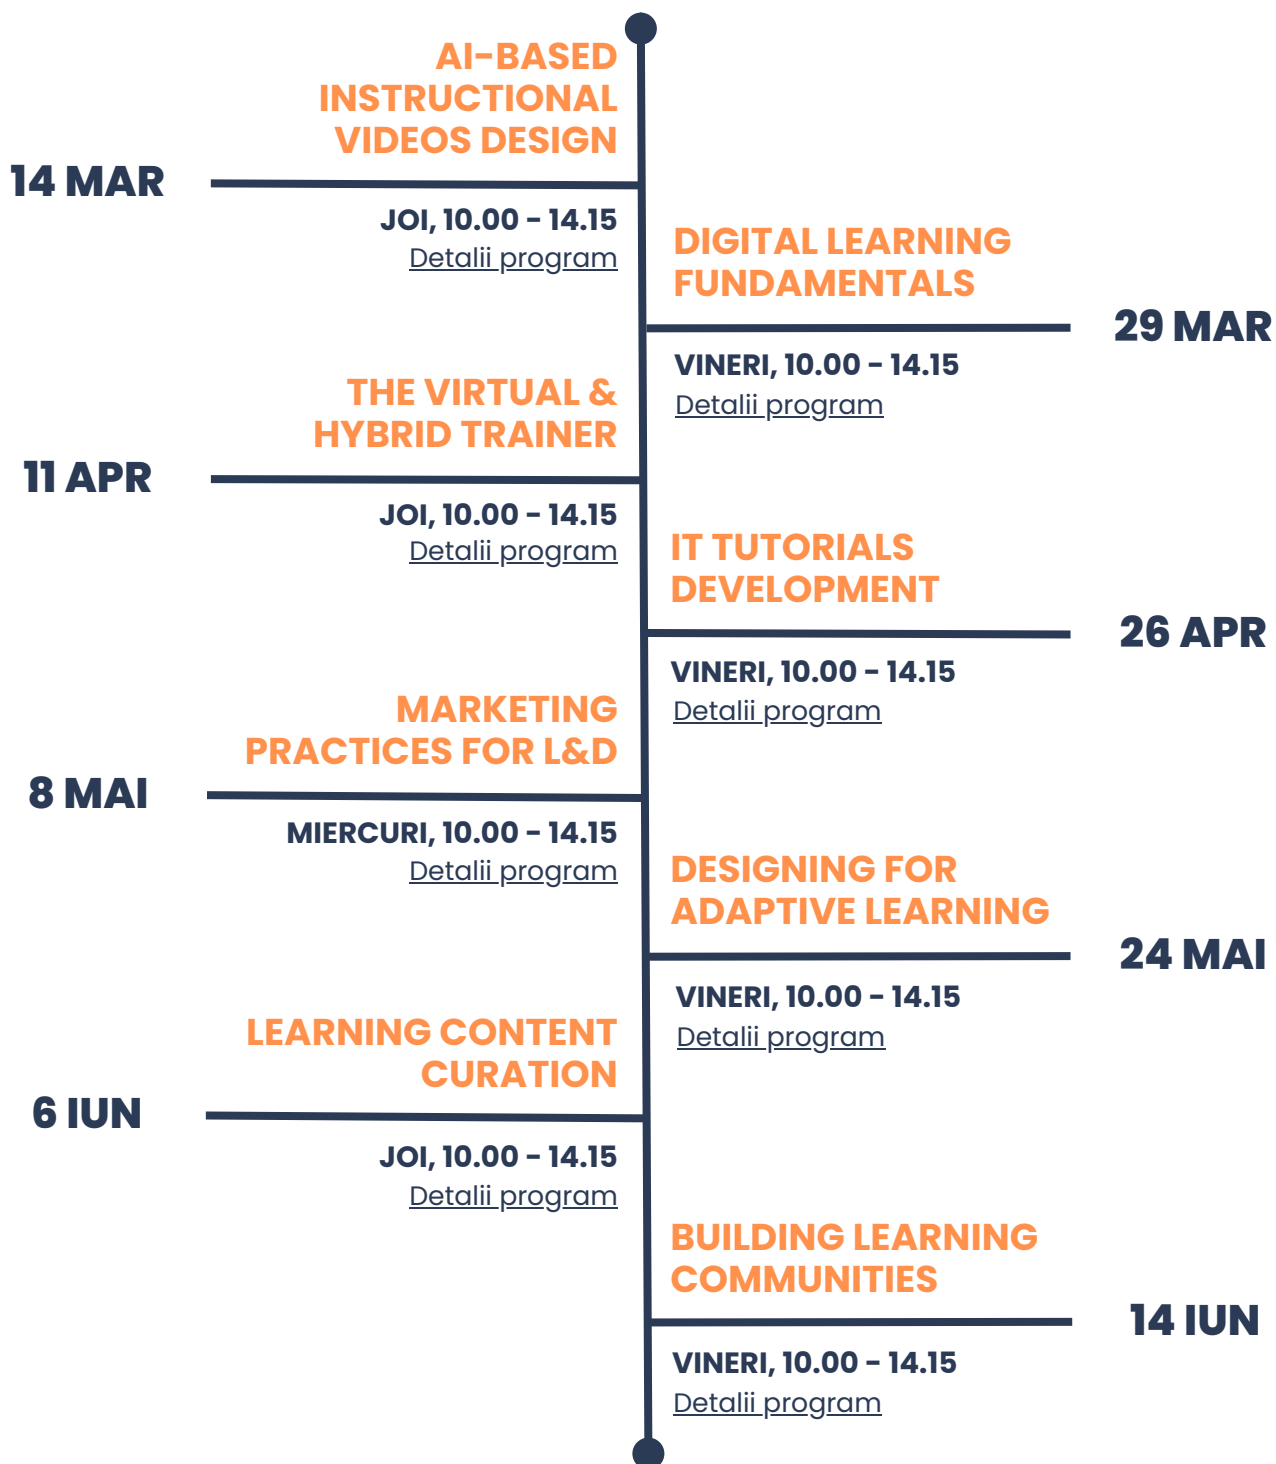 AI-BASED
INSTRUCTIONAL
VIDEOS DESIGN
14 MAR
JOI, 10.00 - 14.15
Detalii program
DIGITAL LEARNING
FUNDAMENTALS
29 MAR
VINERI, 10.00 - 14.15
Detalii program
THE VIRTUAL &
HYBRID TRAINER
11 APR
JOI, 10.00 - 14.15
Detalii program
IT TUTORIALS
DEVELOPMENT
26 APR
VINERI, 10.00 - 14.15
Detalii program
MARKETING
PRACTICES FOR L&D
8 MAI
MIERCURI, 10.00 - 14.15
Detalii program
DESIGNING FOR
ADAPTIVE LEARNING
24 MAI
VINERI, 10.00 - 14.15
Detalii program
LEARNING CONTENT
CURATION
6 IUN
JOI, 10.00 - 14.15
Detalii program
BUILDING LEARNING
COMMUNITIES
14 IUN
VINERI, 10.00 - 14.15
Detalii program